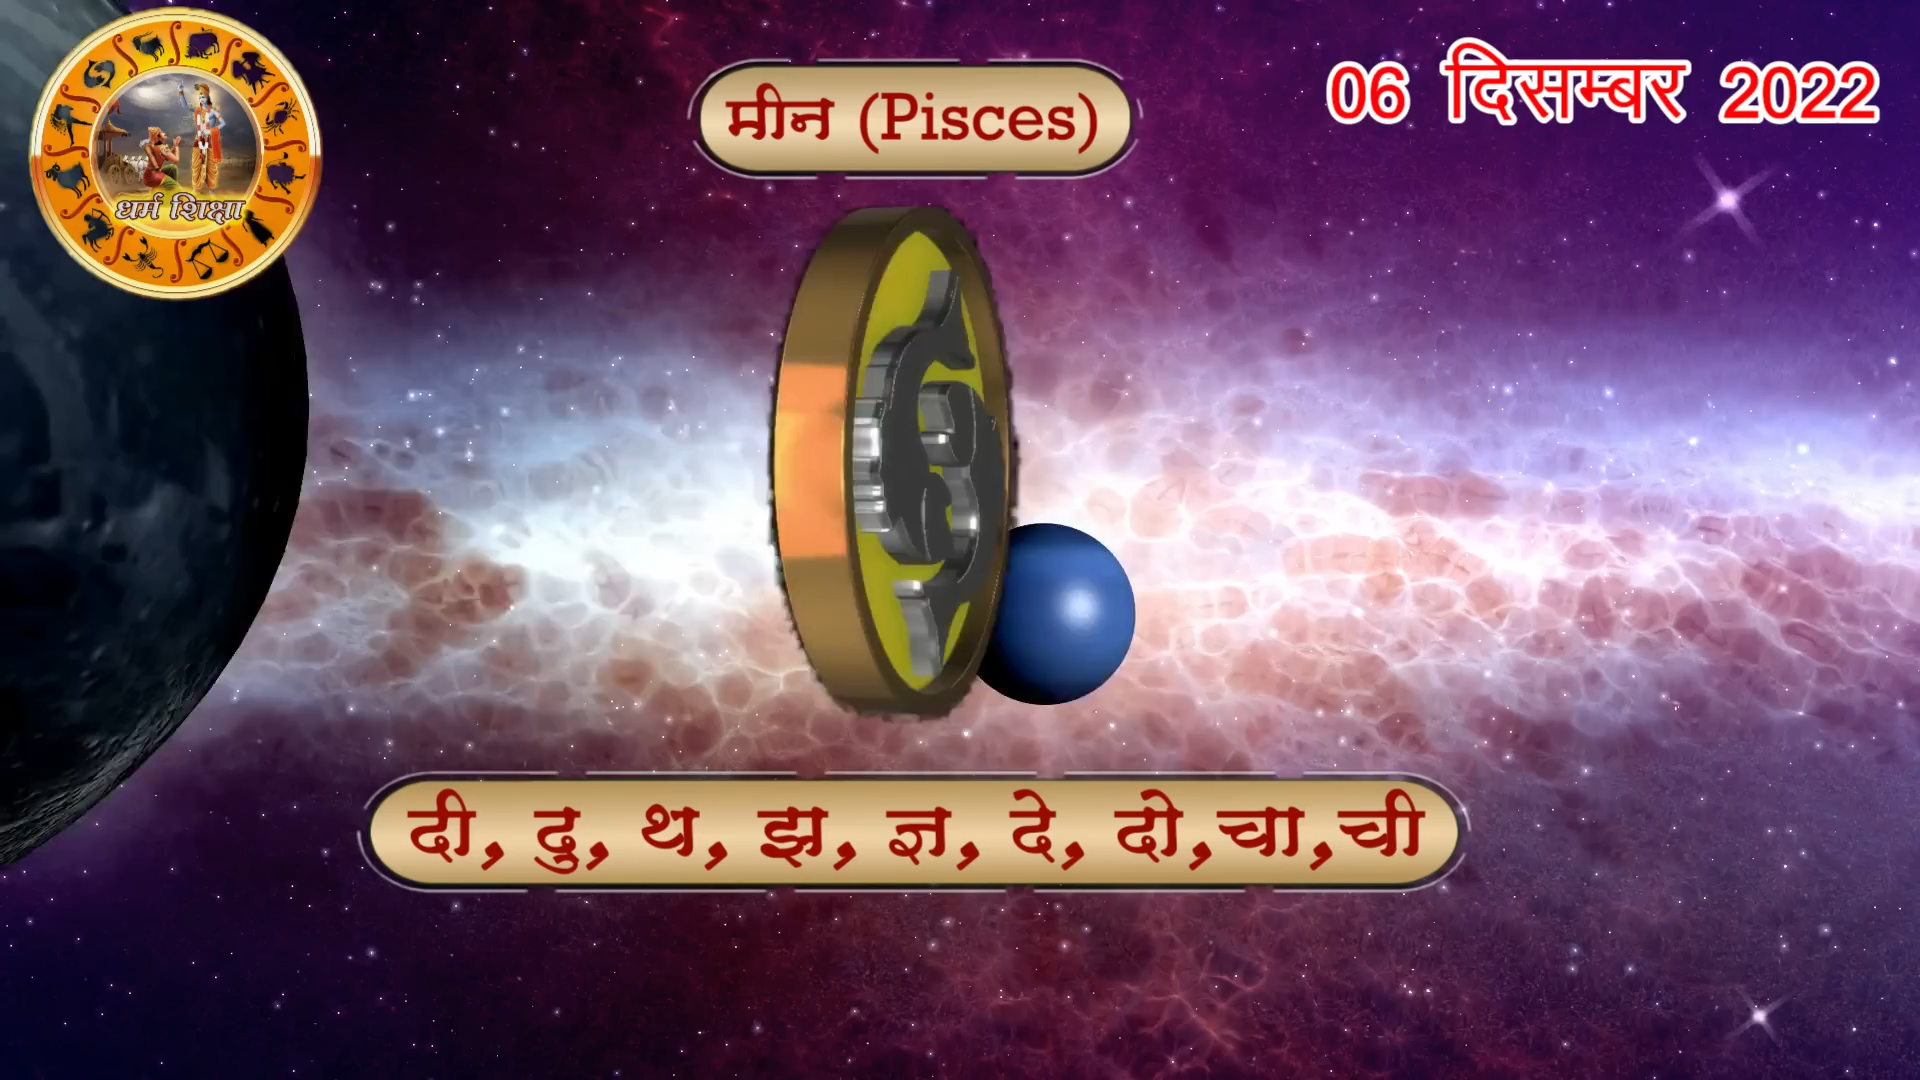 धर्म शिक्षा
मीन (Pisces)
06 दिसम्बर 2022
दी, दु, थ, झ, ज्ञ, दे, दो,चा,ची